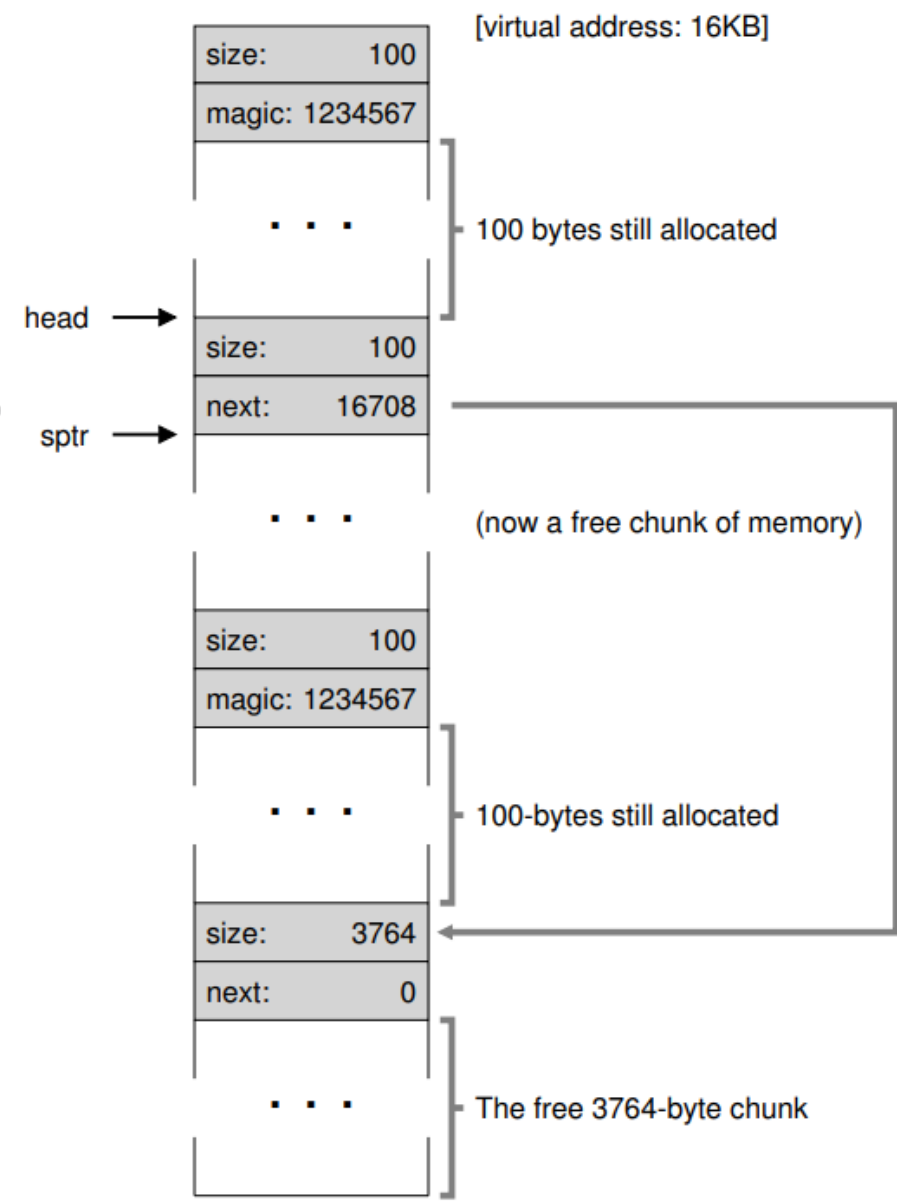 [virtual address: 16KB]
size: 100
magic: 1234567
. . .
100 bytes still allocated
head
size: 100
next: 16708
sptr
. . .
(now a free chunk of memory)
size: 100
magic: 1234567
. . .
100-bytes still allocated
size: 3764
next: 0
. . .
The free 3764-byte chunk